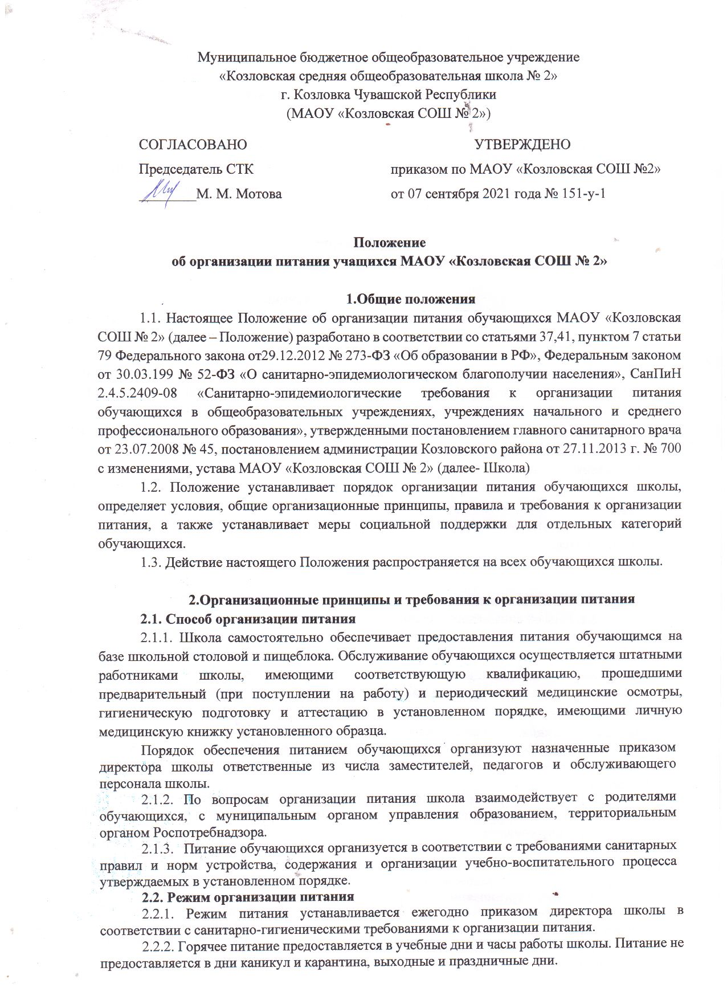 Муниципальное бюджетное общеобразовательное учреждение
«Козловская средняя общеобразовательная школа № 2»
г. Козловка Чувашской Республики
(МАОУ «Козловская СОШ № 2»)
СОГЛАСОВАНО УТВЕРЖДЕНО
Председатель СТК приказом по МАОУ «Козловская СОШ №2»
________М. М. Мотова от 07 сентября 2021 года № 151-у-1
Положение
об организации питания учащихся МАОУ «Козловская СОШ № 2»
1.Общие положения
1.1. Настоящее Положение об организации питания обучающихся МАОУ «Козловская
СОШ № 2» (далее – Положение) разработано в соответствии со статьями 37,41, пунктом 7 статьи
79 Федерального закона от29.12.2012 № 273-ФЗ «Об образовании в РФ», Федеральным законом
от 30.03.199 № 52-ФЗ «О санитарно-эпидемиологическом благополучии населения», СанПиН
2.4.5.2409-08 «Санитарно-эпидемиологические требования к организации питания
обучающихся в общеобразовательных учреждениях, учреждениях начального и среднего
профессионального образования», утвержденными постановлением главного санитарного врача
от 23.07.2008 № 45, постановлением администрации Козловского района от 27.11.2013 г. № 700
с изменениями, устава МАОУ «Козловская СОШ № 2» (далее- Школа)
1.2. Положение устанавливает порядок организации питания обучающихся школы,
определяет условия, общие организационные принципы, правила и требования к организации
питания, а также устанавливает меры социальной поддержки для отдельных категорий
обучающихся.
1.3. Действие настоящего Положения распространяется на всех обучающихся школы.
2.Организационные принципы и требования к организации питания
2.1. Способ организации питания
2.1.1. Школа самостоятельно обеспечивает предоставления питания обучающимся на
базе школьной столовой и пищеблока. Обслуживание обучающихся осуществляется штатными
работниками школы, имеющими соответствующую квалификацию, прошедшими
предварительный (при поступлении на работу) и периодический медицинские осмотры,
гигиеническую подготовку и аттестацию в установленном порядке, имеющими личную
медицинскую книжку установленного образца.
Порядок обеспечения питанием обучающихся организуют назначенные приказом
директора школы ответственные из числа заместителей, педагогов и обслуживающего
персонала школы.
2.1.2. По вопросам организации питания школа взаимодействует с родителями
обучающихся, с муниципальным органом управления образованием, территориальным
органом Роспотребнадзора.
2.1.3. Питание обучающихся организуется в соответствии с требованиями санитарных
правил и норм устройства, содержания и организации учебно-воспитательного процесса
утверждаемых в установленном порядке.
2.2. Режим организации питания
2.2.1. Режим питания устанавливается ежегодно приказом директора школы в
соответствии с санитарно-гигиеническими требованиями к организации питания.
2.2.2. Горячее питание предоставляется в учебные дни и часы работы школы. Питание не
предоставляется в дни каникул и карантина, выходные и праздничные дни.